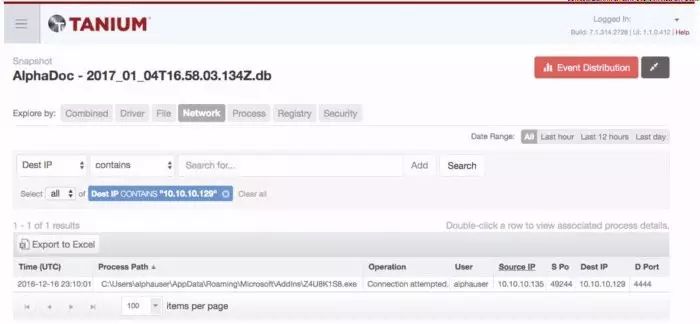 TANIUM™
Logged In:
Build: 7.1.314.2728 | UI: 1.1.0.412 | Help
Snapshot
AlphaDoc - 2017_01_04T16.58.03.134Z.db
Event Distribution
Explore by: Combined Driver File Network Process Registry Security
Date Range: All Last hour Last 12 hours Last day
Dest IP contains Search for... Add Search
Select all of Dest IP CONTAINS "10.10.10.129" Clear all
1 - 1 of 1 results Double-click a row to view associated process details.
Export to Excel
Time (UTC) Process Path Operation User Source IP S Po Dest IP D Port
2016-12-16 23:10:01 C:\Users\alphauser\AppData\Roaming\Microsoft\AddIns\Z4U8K1S8.exe Connection attempted. alphauser 10.10.10.135 49244 10.10.10.129 4444
100 items per page